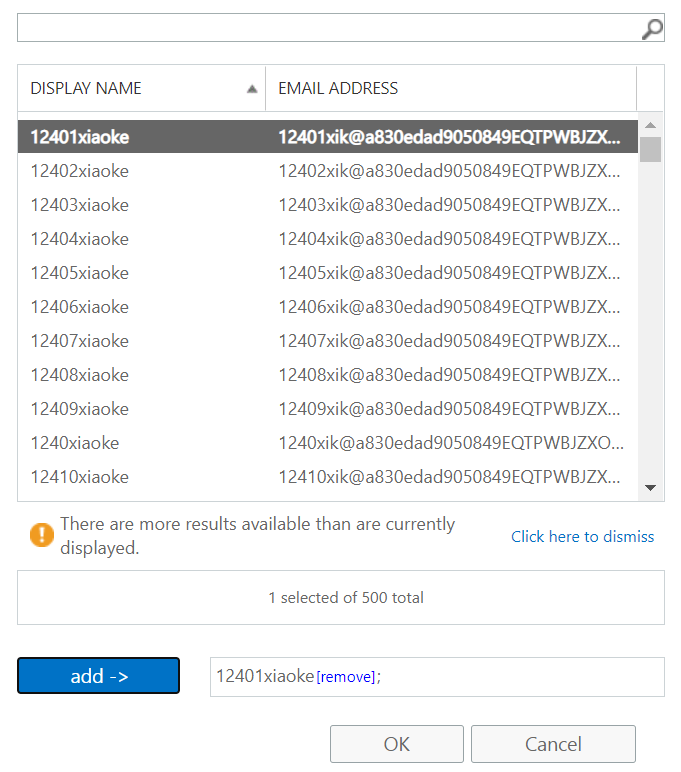 DISPLAY NAME EMAIL ADDRESS
12401xiaoke 12401xik@a830edad9050849EQTPWBJZX...
12402xiaoke 12402xik@a830edad9050849EQTPWBJZX...
12403xiaoke 12403xik@a830edad9050849EQTPWBJZX...
12404xiaoke 12404xik@a830edad9050849EQTPWBJZX...
12405xiaoke 12405xik@a830edad9050849EQTPWBJZX...
12406xiaoke 12406xik@a830edad9050849EQTPWBJZX...
12407xiaoke 12407xik@a830edad9050849EQTPWBJZX...
12408xiaoke 12408xik@a830edad9050849EQTPWBJZX...
12409xiaoke 12409xik@a830edad9050849EQTPWBJZX...
1240xiaoke 1240xik@a830edad9050849EQTPWBJZXO...
12410xiaoke 12410xik@a830edad9050849EQTPWBJZX...
There are more results available than are currently
displayed.
Click here to dismiss
1 selected of 500 total
add -> 12401xiaoke[remove];
OK Cancel